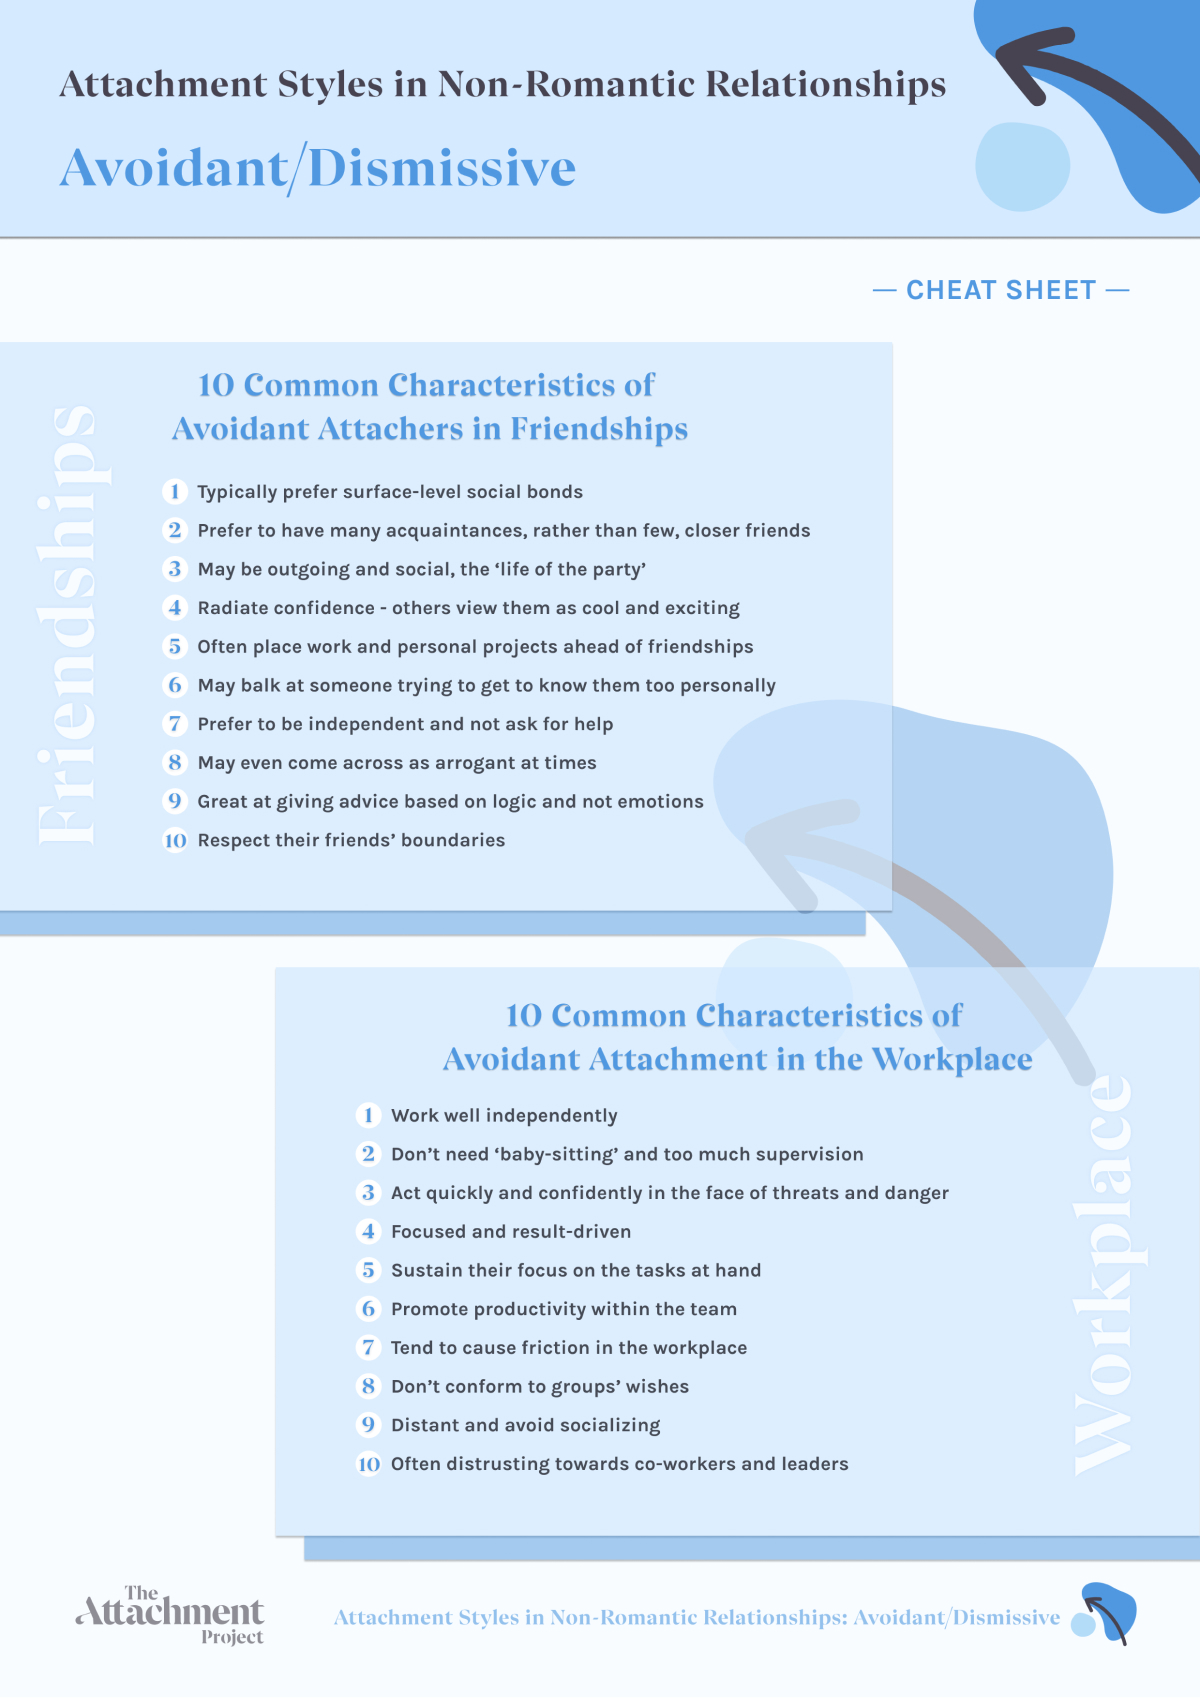 Attachment Styles in Non-Romantic Relationships
Avoidant/Dismissive
— CHEAT SHEET —
Friendships
10 Common Characteristics of
Avoidant Attachers in Friendships
1 Typically prefer surface-level social bonds
2 Prefer to have many acquaintances, rather than few, closer friends
3 May be outgoing and social, the ‘life of the party’
4 Radiate confidence - others view them as cool and exciting
5 Often place work and personal projects ahead of friendships
6 May balk at someone trying to get to know them too personally
7 Prefer to be independent and not ask for help
8 May even come across as arrogant at times
9 Great at giving advice based on logic and not emotions
10 Respect their friends’ boundaries
10 Common Characteristics of
Avoidant Attachment in the Workplace
1 Work well independently
2 Don’t need ‘baby-sitting’ and too much supervision
3 Act quickly and confidently in the face of threats and danger
4 Focused and result-driven
5 Sustain their focus on the tasks at hand
6 Promote productivity within the team
7 Tend to cause friction in the workplace
8 Don’t conform to groups’ wishes
9 Distant and avoid socializing
10 Often distrusting towards co-workers and leaders
Workplace
The
Attachment
Project
Attachment Styles in Non-Romantic Relationships: Avoidant/Dismissive